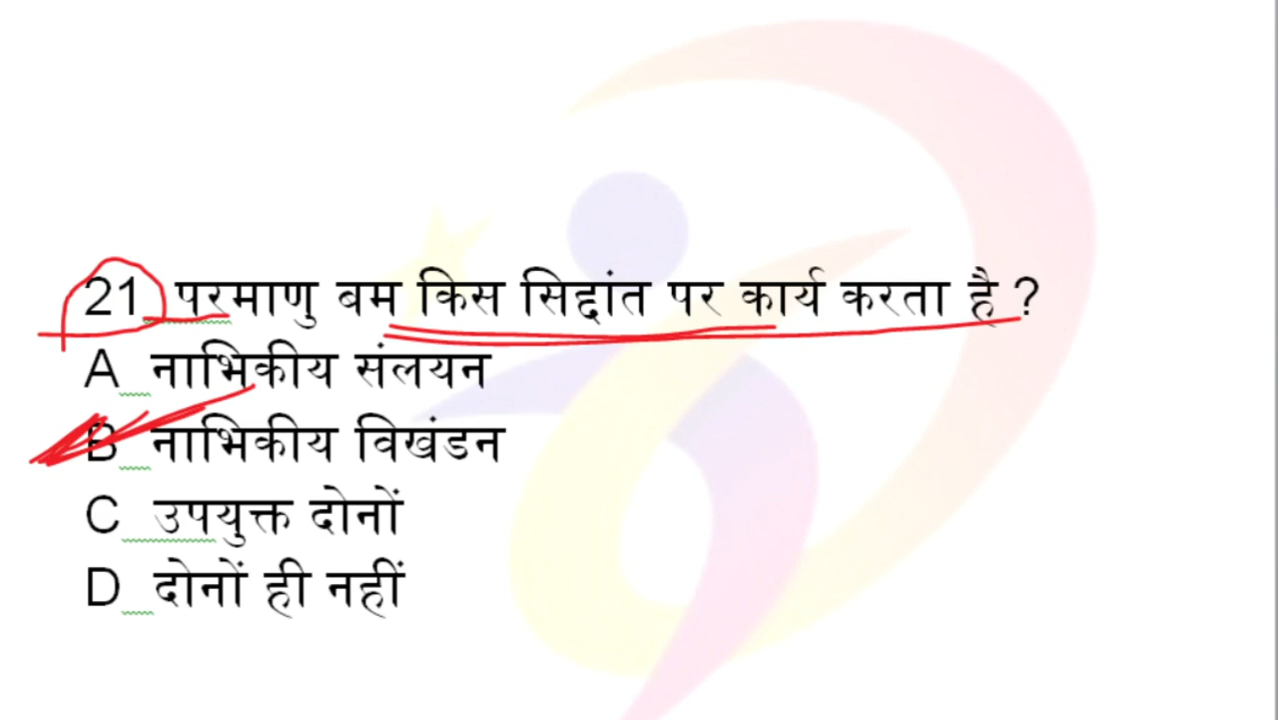 21 परमाणु बम किस सिद्दांत पर कार्य करता है ?
A नाभिकीय संलयन
B नाभिकीय विखंडन
C उपयुक्त दोनों
D दोनों ही नहीं